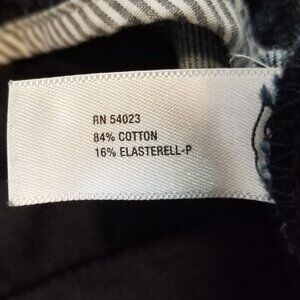 RN 54023
84% COTTON
16% ELASTERELL-P